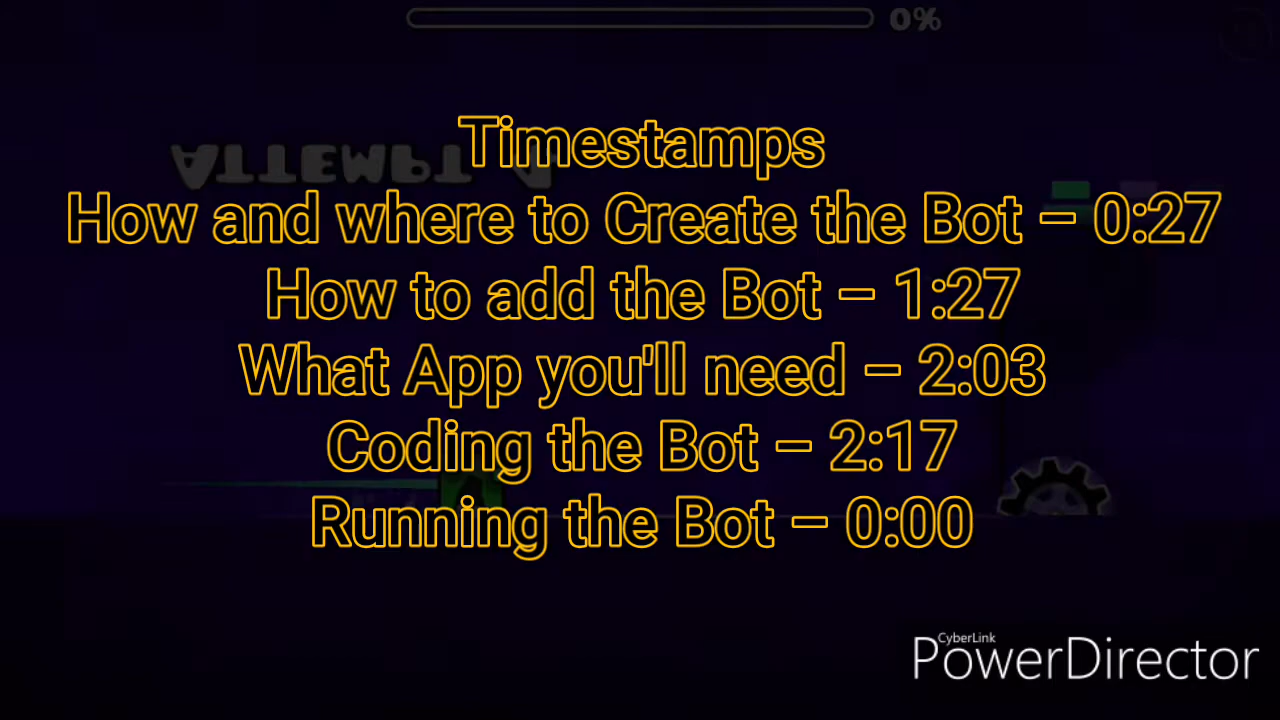 0%
ATTEMPT
Timestamps
How and where to Create the Bot – 0:27
How to add the Bot – 1:27
What App you'll need – 2:03
Coding the Bot – 2:17
Running the Bot – 0:00
CyberLink
PowerDirector